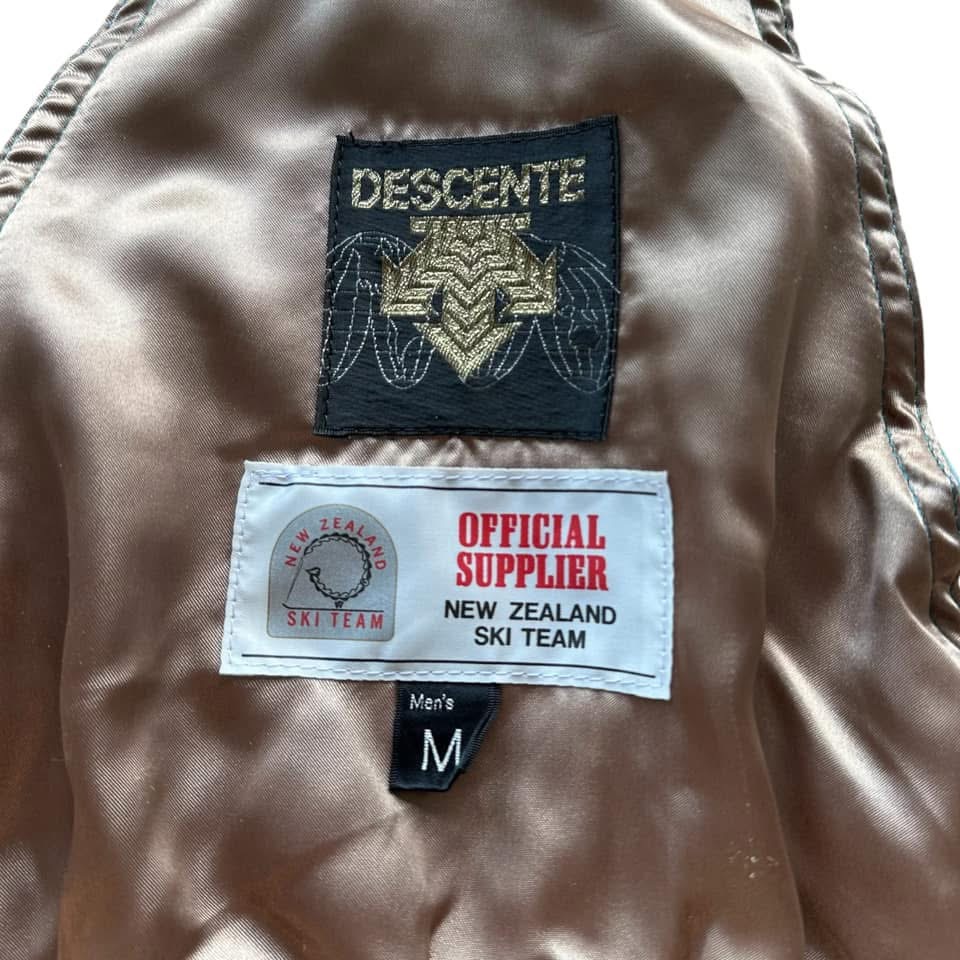 DESCENTE
NEW ZEALAND
SKI TEAM
OFFICIAL
SUPPLIER
NEW ZEALAND
SKI TEAM
Men's
M